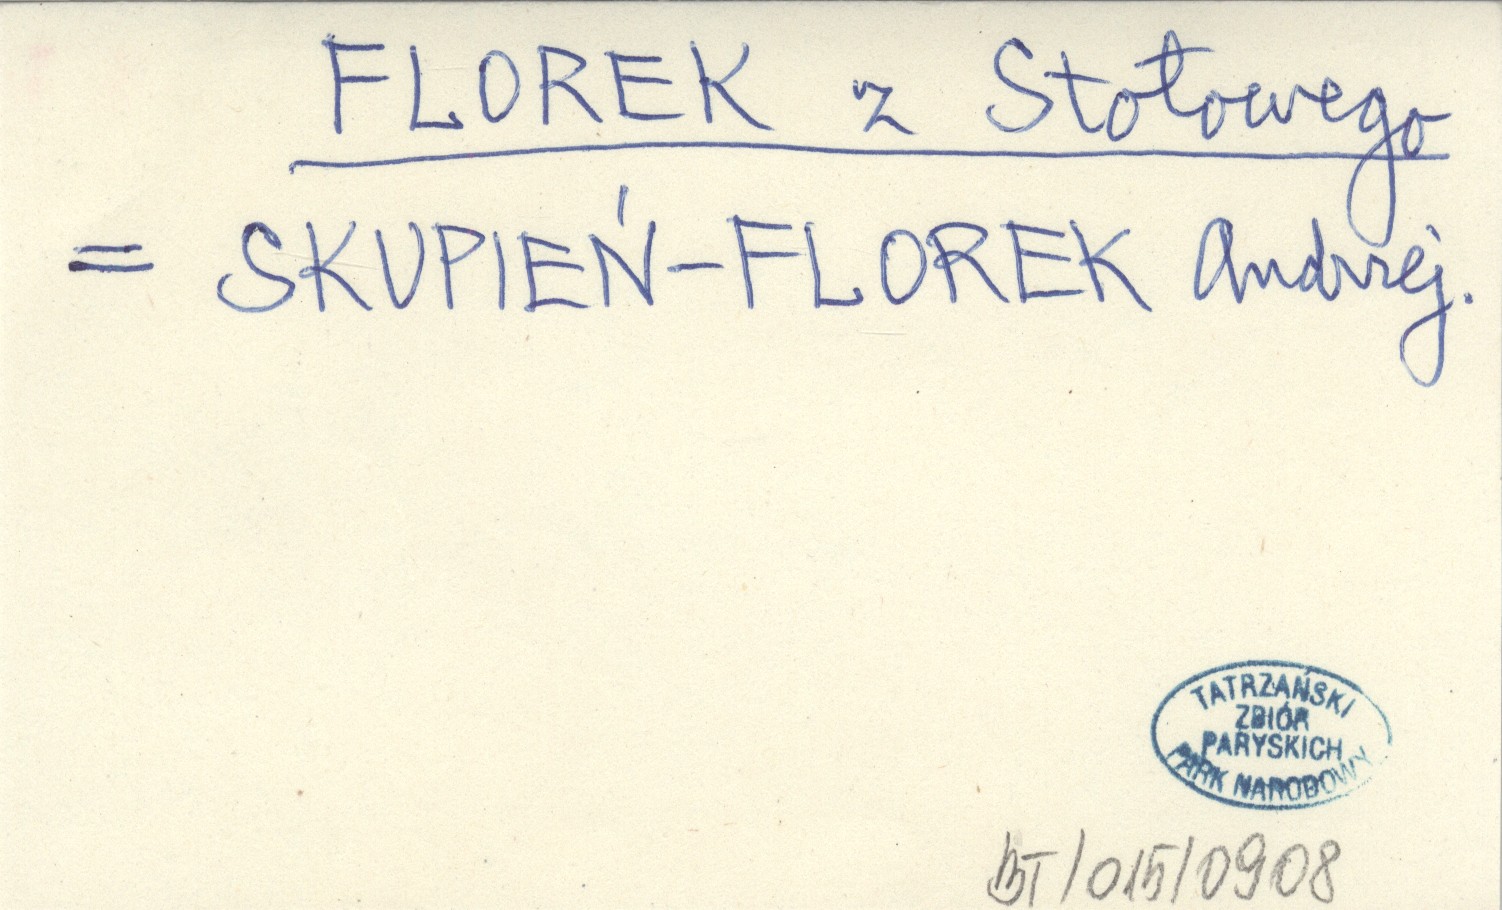 FLOREK z Stołowego
= SKUPIEŃ-FLOREK Andrzej.
TATRZAŃSKI
ZBIÓR
PARYSKICH
PARK NARODOWY
BT/015/0908